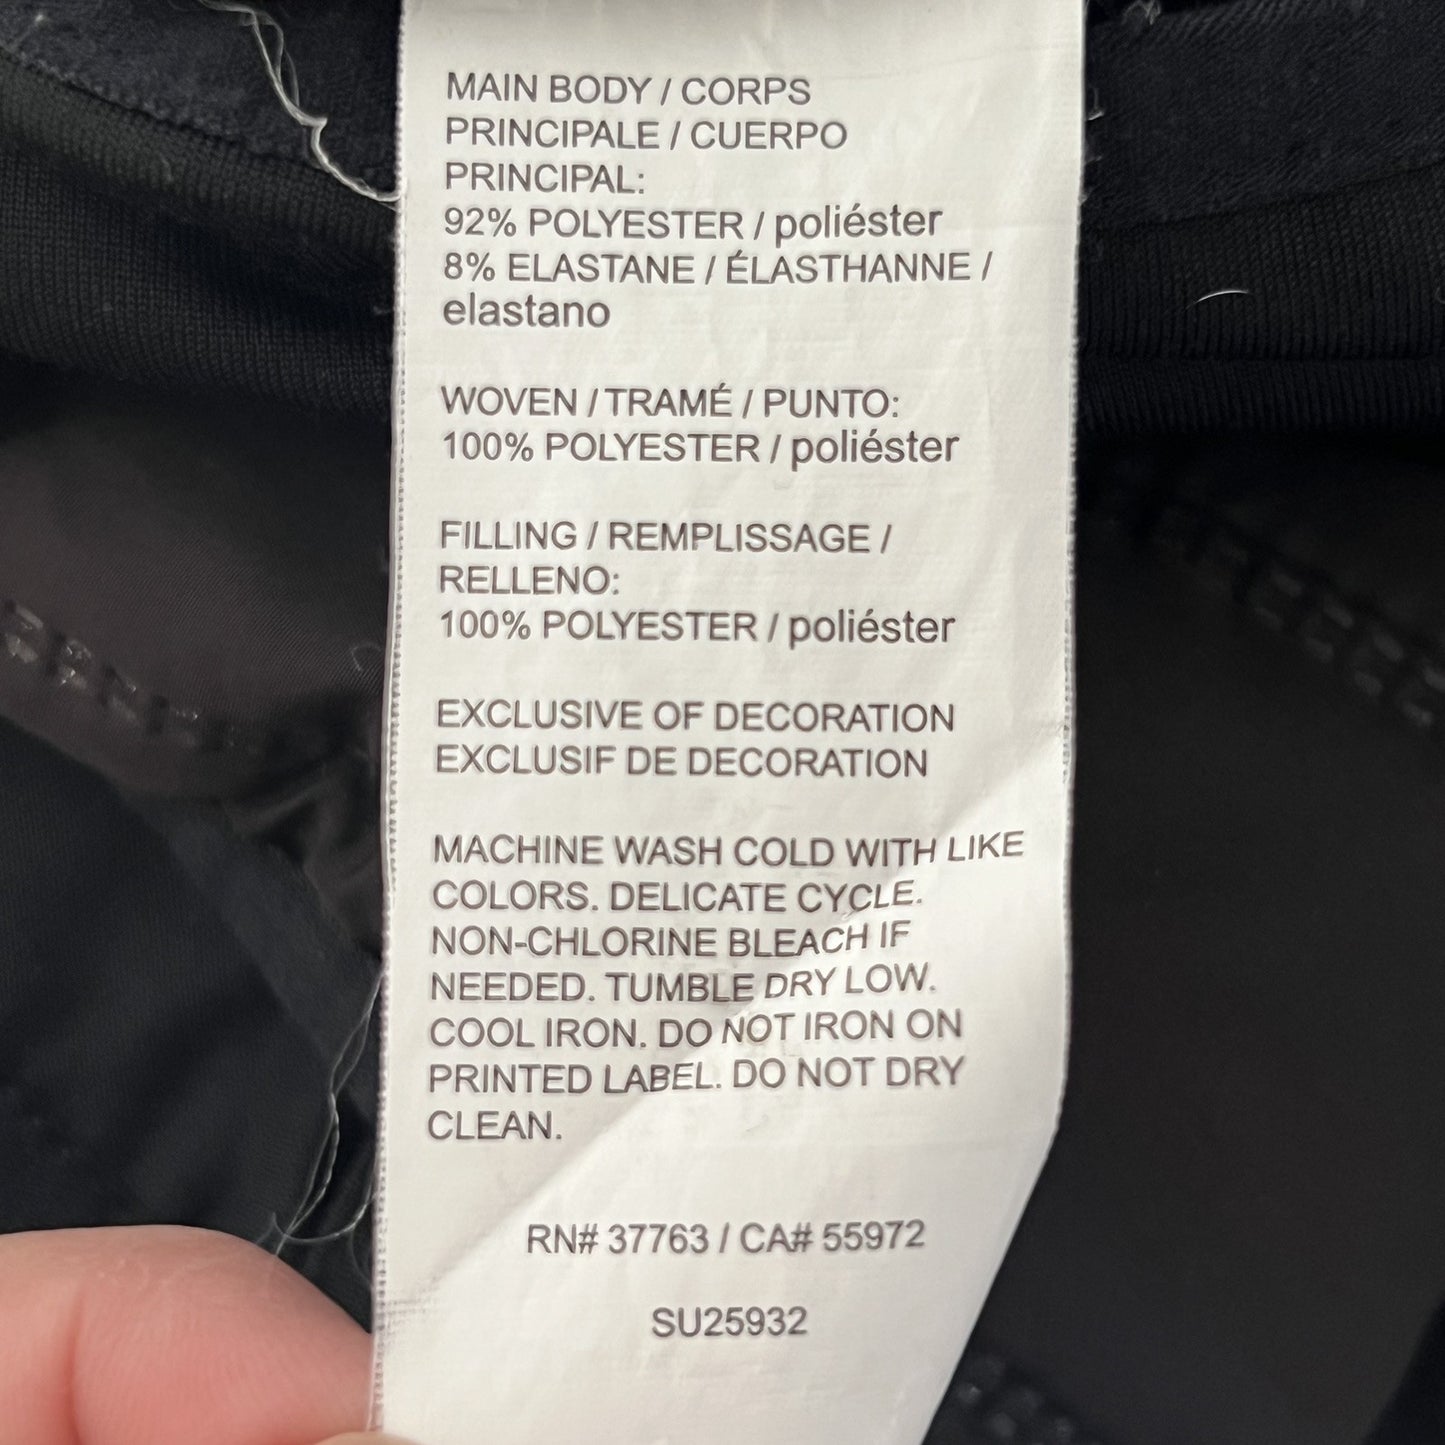 MAIN BODY / CORPS
PRINCIPALE / CUERPO
PRINCIPAL:
92% POLYESTER / poliéster
8% ELASTANE / ÉLASTHANNE /
elastano
WOVEN / TRAMÉ / PUNTO:
100% POLYESTER / poliéster
FILLING / REMPLISSAGE /
RELLENO:
100% POLYESTER / poliéster
EXCLUSIVE OF DECORATION
EXCLUSIF DE DECORATION
MACHINE WASH COLD WITH LIKE
COLORS. DELICATE CYCLE.
NON-CHLORINE BLEACH IF
NEEDED. TUMBLE DRY LOW.
COOL IRON. DO NOT IRON ON
PRINTED LABEL. DO NOT DRY
CLEAN.
RN# 37763 / CA# 55972
SU25932